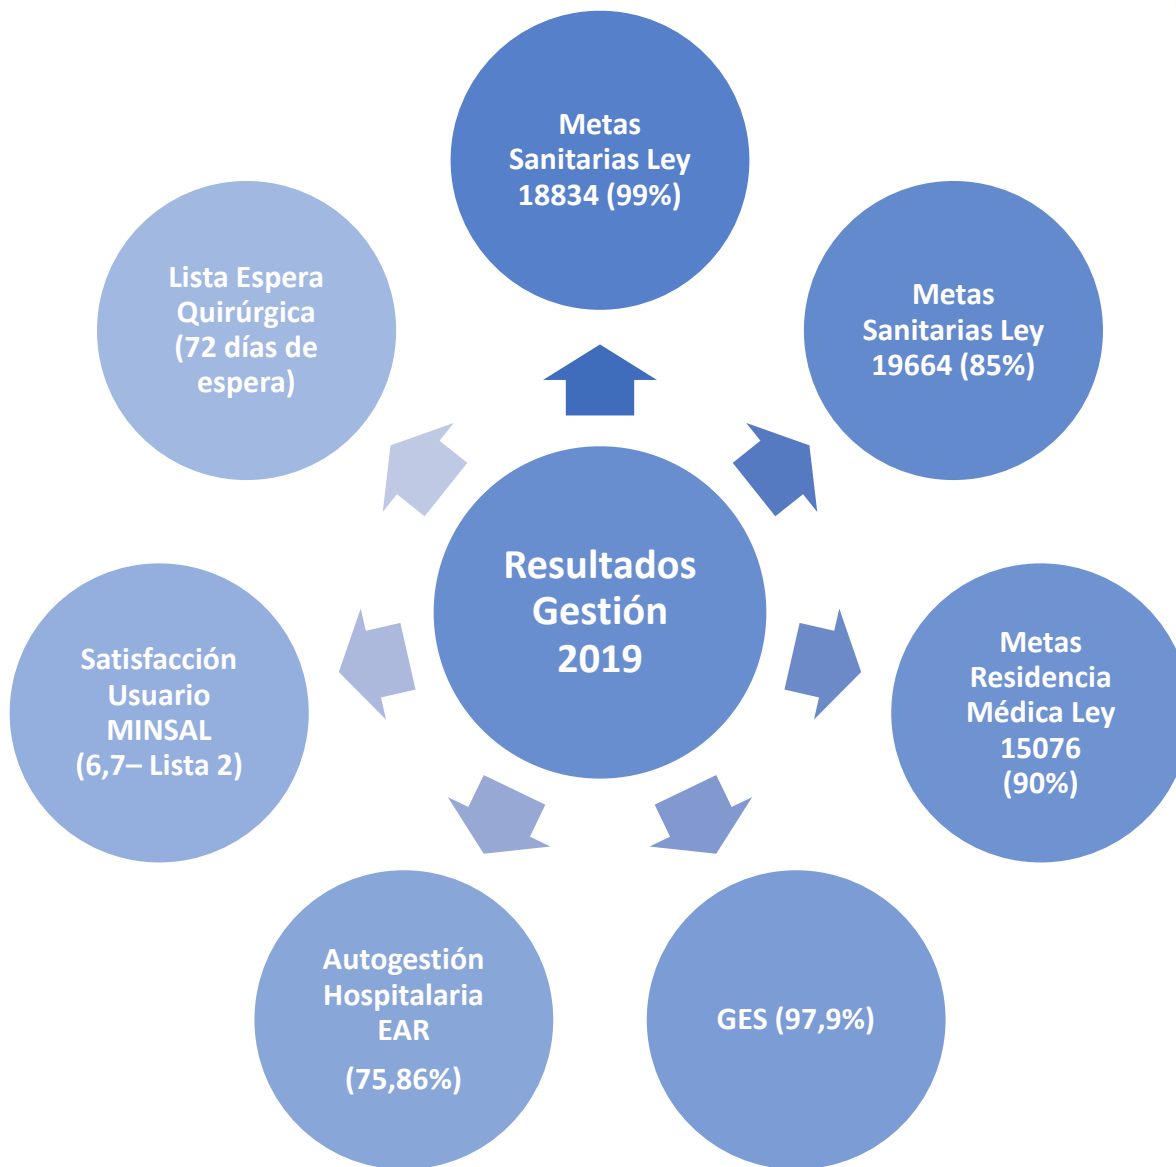 Metas
Sanitarias Ley
18834 (99%)
Metas
Sanitarias Ley
19664 (85%)
Metas
Residencia
Médica Ley
15076
(90%)
GES (97,9%)
Autogestión
Hospitalaria
EAR
(75,86%)
Satisfacción
Usuario
MINSAL
(6,7– Lista 2)
Lista Espera
Quirúrgica
(72 días de
espera)
Resultados
Gestión
2019